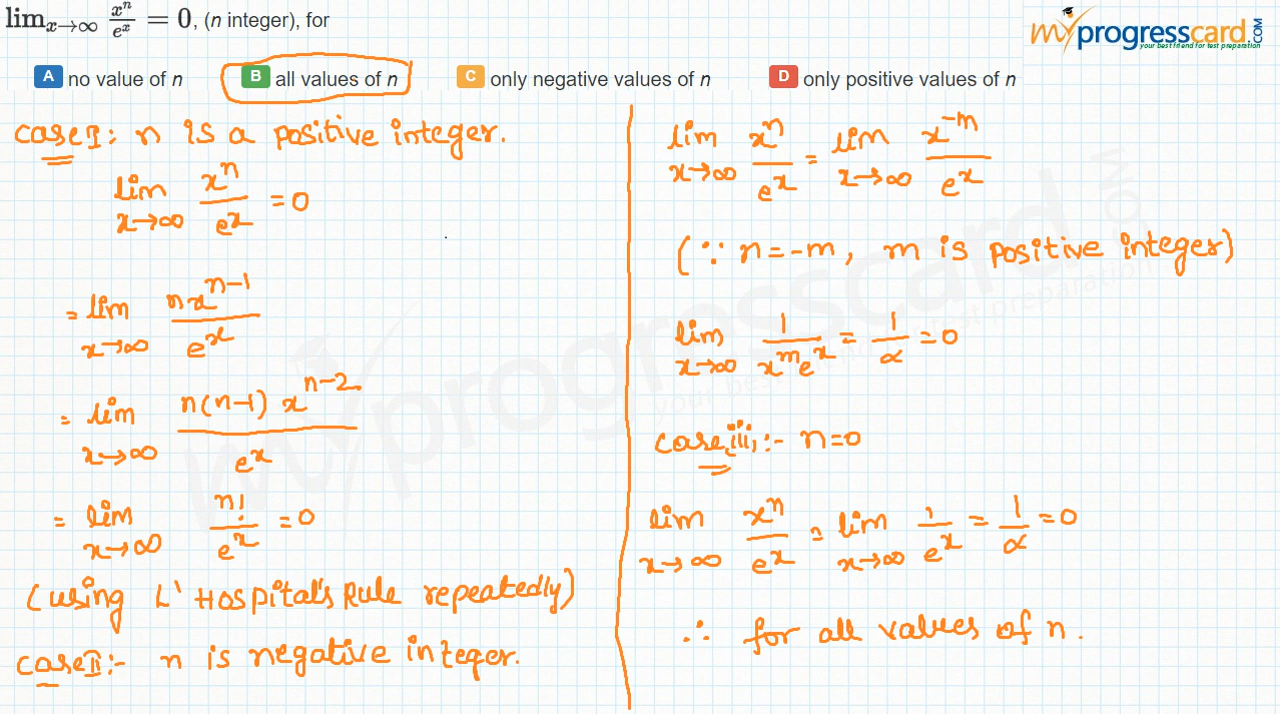 lim x→∞ x^n/e^x = 0, (n integer), for
myprogresscard.COM
your best friend for test preparation
A no value of n B all values of n C only negative values of n D only positive values of n
Case I: n is a positive integer.
lim x→∞ x^n/e^x = 0
= lim x→∞ nx^(n-1)/e^x
= lim x→∞ n(n-1) x^(n-2)/e^x
= lim x→∞ n!/e^x = 0
(using L' Hospital's Rule repeatedly)
Case II:- n is negative integer.
lim x→∞ x^n/e^x = lim x→∞ x^-m/e^x
(∵ n=-m, m is positive integer)
lim x→∞ 1/(x^m e^x) = 1/∝ = 0
Case iii,:- n=0
lim x→∞ x^n/e^x = lim x→∞ 1/e^x = 1/∝ = 0
∴ for all values of n.